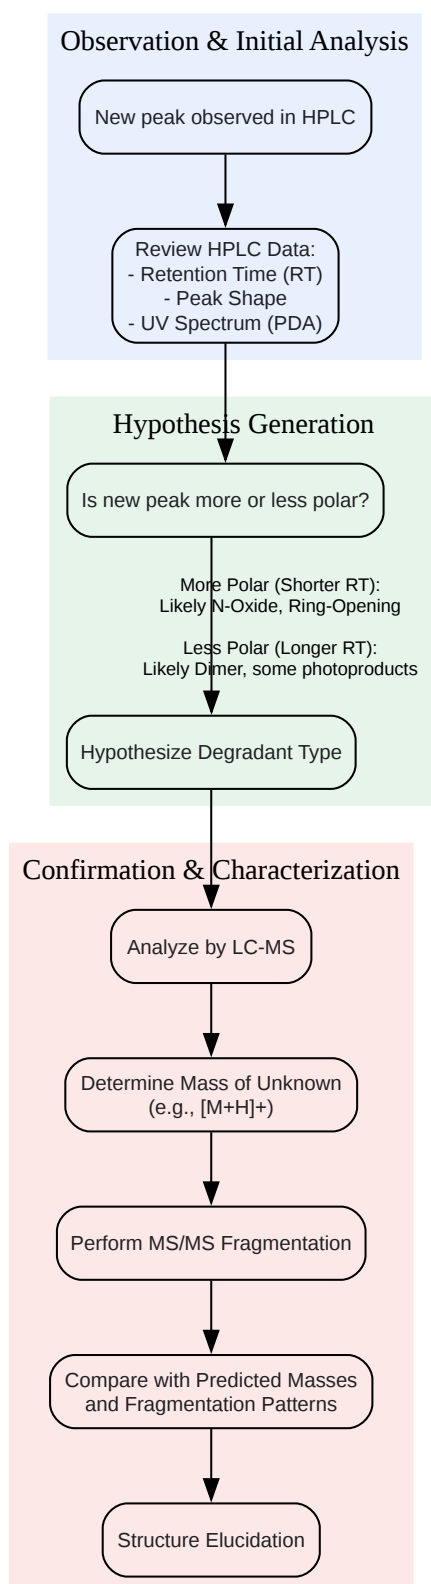 Observation & Initial Analysis
New peak observed in HPLC
Review HPLC Data:
- Retention Time (RT)
- Peak Shape
- UV Spectrum (PDA)
Hypothesis Generation
Is new peak more or less polar?
More Polar (Shorter RT):
Likely N-Oxide, Ring-Opening
Less Polar (Longer RT):
Likely Dimer, some photoproducts
Hypothesize Degradant Type
Confirmation & Characterization
Analyze by LC-MS
Determine Mass of Unknown
(e.g., [M+H]+)
Perform MS/MS Fragmentation
Compare with Predicted Masses
and Fragmentation Patterns
Structure Elucidation